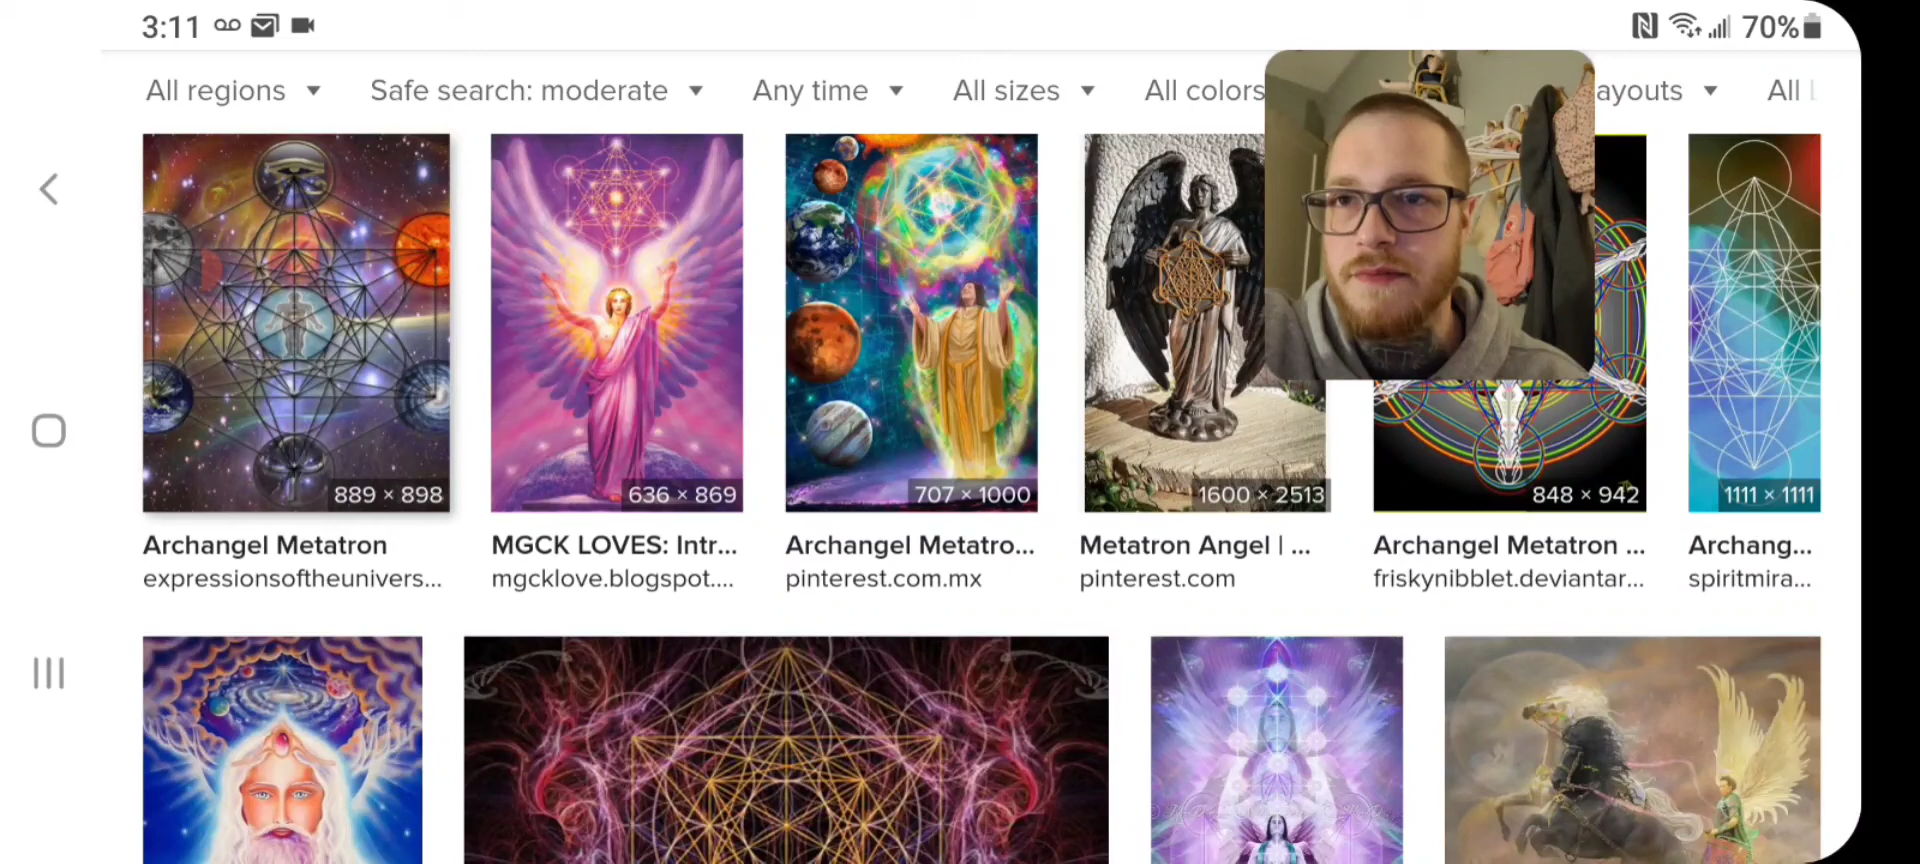 3:11 70%
All regions Safe search: moderate Any time All sizes All colors ayouts All
889 × 898 636 × 869 707 × 1000 1600 × 2513 848 × 942 1111 × 1111
Archangel Metatron MGCK LOVES: Intr... Archangel Metatro... Metatron Angel | ... Archangel Metatron ... Archang...
expressionsoftheunivers... mgcklove.blogspot.... pinterest.com.mx pinterest.com friskynibblet.deviantar... spiritmira...